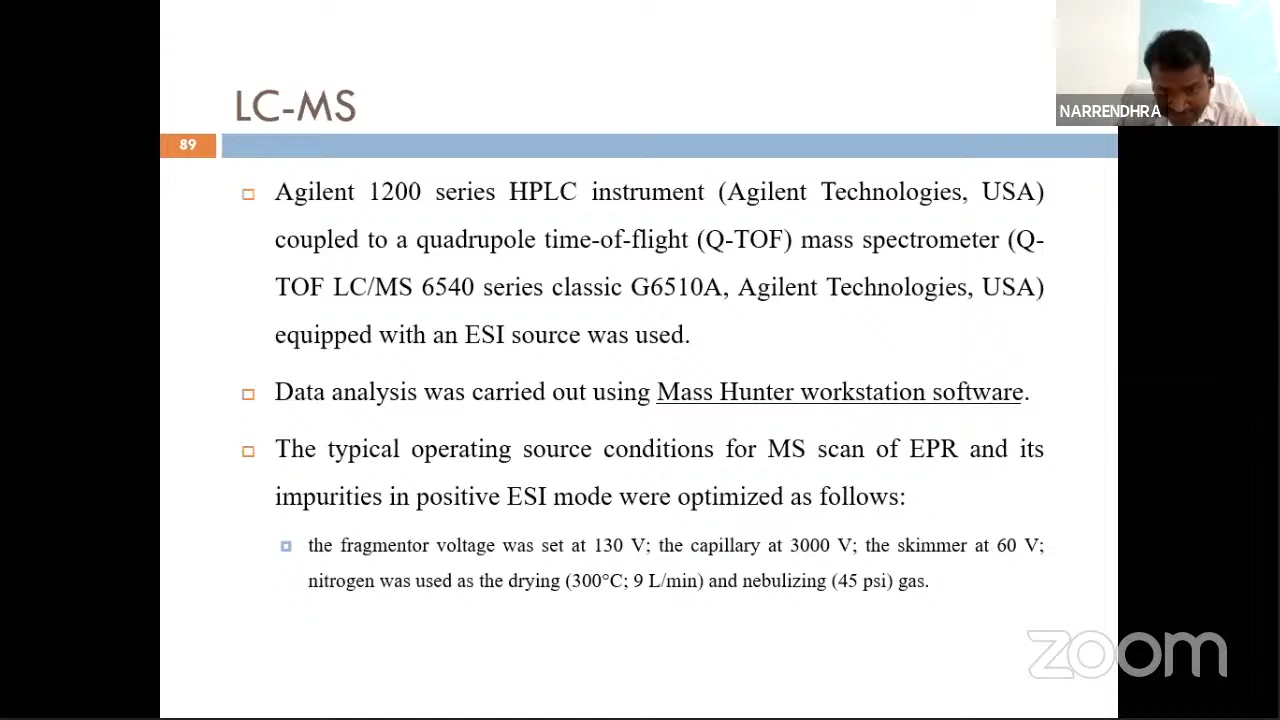 LC-MS
NARRENDHRA
89
Agilent 1200 series HPLC instrument (Agilent Technologies, USA)
coupled to a quadrupole time-of-flight (Q-TOF) mass spectrometer (Q-
TOF LC/MS 6540 series classic G6510A, Agilent Technologies, USA)
equipped with an ESI source was used.
Data analysis was carried out using Mass Hunter workstation software.
The typical operating source conditions for MS scan of EPR and its
impurities in positive ESI mode were optimized as follows:
the fragmentor voltage was set at 130 V; the capillary at 3000 V; the skimmer at 60 V;
nitrogen was used as the drying (300°C; 9 L/min) and nebulizing (45 psi) gas.
zoom